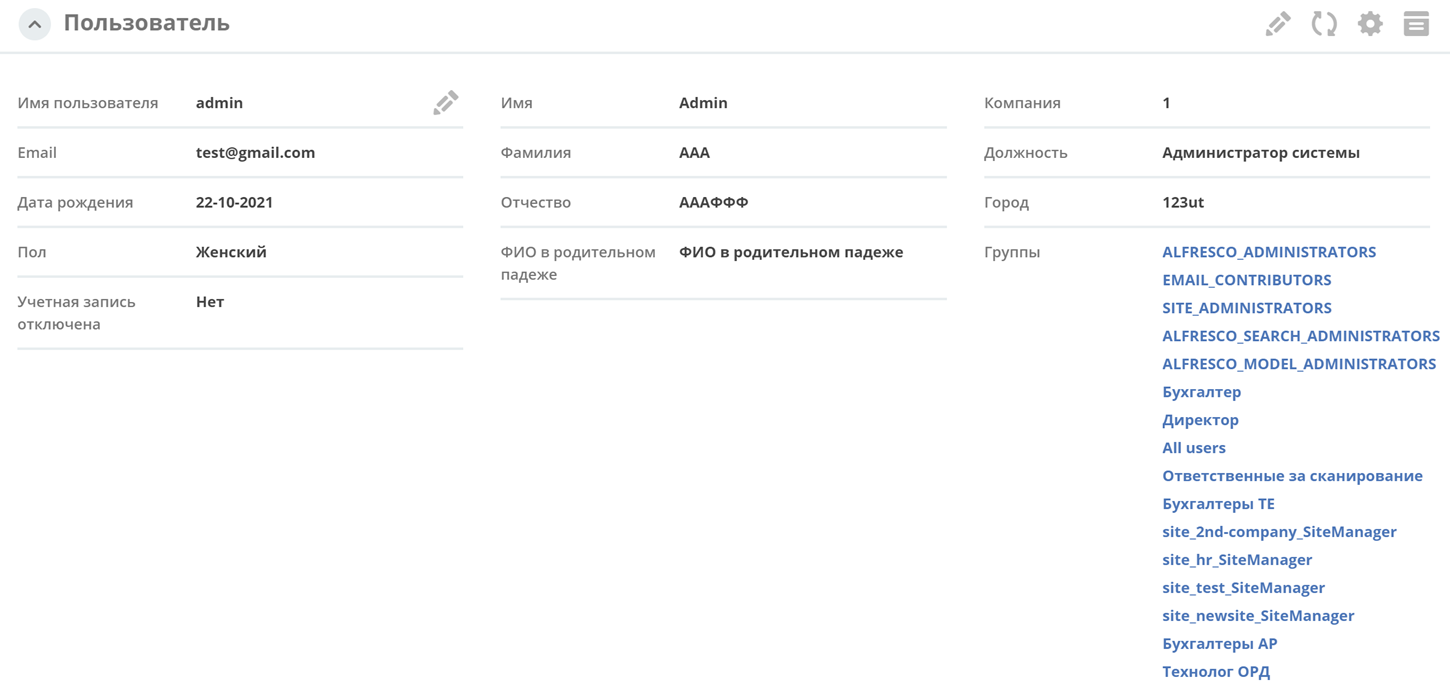 Пользователь
Имя пользователя admin
Email test@gmail.com
Дата рождения 22-10-2021
Пол Женский
Учетная запись
отключена Нет
Имя Admin
Фамилия ААА
Отчество АААФФФ
ФИО в родительном
падеже ФИО в родительном падеже
Компания 1
Должность Администратор системы
Город 123ut
Группы ALFRESCO_ADMINISTRATORS
EMAIL_CONTRIBUTORS
SITE_ADMINISTRATORS
ALFRESCO_SEARCH_ADMINISTRATORS
ALFRESCO_MODEL_ADMINISTRATORS
Бухгалтер
Директор
All users
Ответственные за сканирование
Бухгалтеры ТЕ
site_2nd-company_SiteManager
site_hr_SiteManager
site_test_SiteManager
site_newsite_SiteManager
Бухгалтеры АР
Технолог ОРД